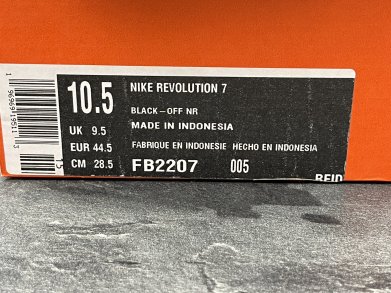 10.5
NIKE REVOLUTION 7
BLACK–OFF NR
UK 9.5
MADE IN INDONESIA
EUR 44.5
FABRIQUE EN INDONESIE HECHO EN INDONESIA
CM 28.5
FB2207 005
15